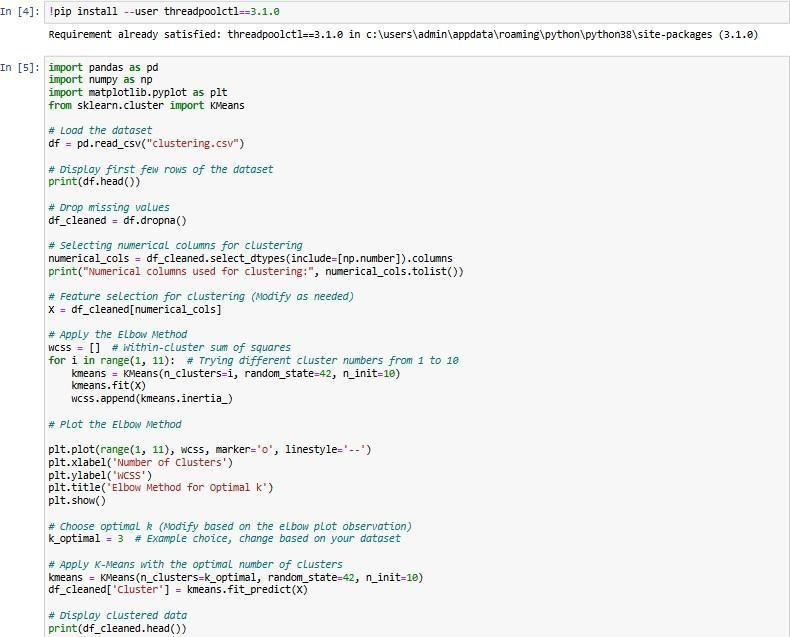 In [4]: !pip install --user threadpoolctl==3.1.0
Requirement already satisfied: threadpoolctl==3.1.0 in c:\users\admin\appdata\roaming\python\python38\site-packages (3.1.0)
In [5]: import pandas as pd
import numpy as np
import matplotlib.pyplot as plt
from sklearn.cluster import KMeans
# Load the dataset
df = pd.read_csv("clustering.csv")
# Display first few rows of the dataset
print(df.head())
# Drop missing values
df_cleaned = df.dropna()
# Selecting numerical columns for clustering
numerical_cols = df_cleaned.select_dtypes(include=[np.number]).columns
print("Numerical columns used for clustering:", numerical_cols.tolist())
# Feature selection for clustering (Modify as needed)
X = df_cleaned[numerical_cols]
# Apply the Elbow Method
wcss = []  # Within-cluster sum of squares
for i in range(1, 11):  # Trying different cluster numbers from 1 to 10
    kmeans = KMeans(n_clusters=i, random_state=42, n_init=10)
    kmeans.fit(X)
    wcss.append(kmeans.inertia_)
# Plot the Elbow Method
plt.plot(range(1, 11), wcss, marker='o', linestyle='--')
plt.xlabel('Number of Clusters')
plt.ylabel('WCSS')
plt.title('Elbow Method for Optimal k')
plt.show()
# Choose optimal k (Modify based on the elbow plot observation)
k_optimal = 3  # Example choice, change based on your dataset
# Apply K-Means with the optimal number of clusters
kmeans = KMeans(n_clusters=k_optimal, random_state=42, n_init=10)
df_cleaned['Cluster'] = kmeans.fit_predict(X)
# Display clustered data
print(df_cleaned.head())